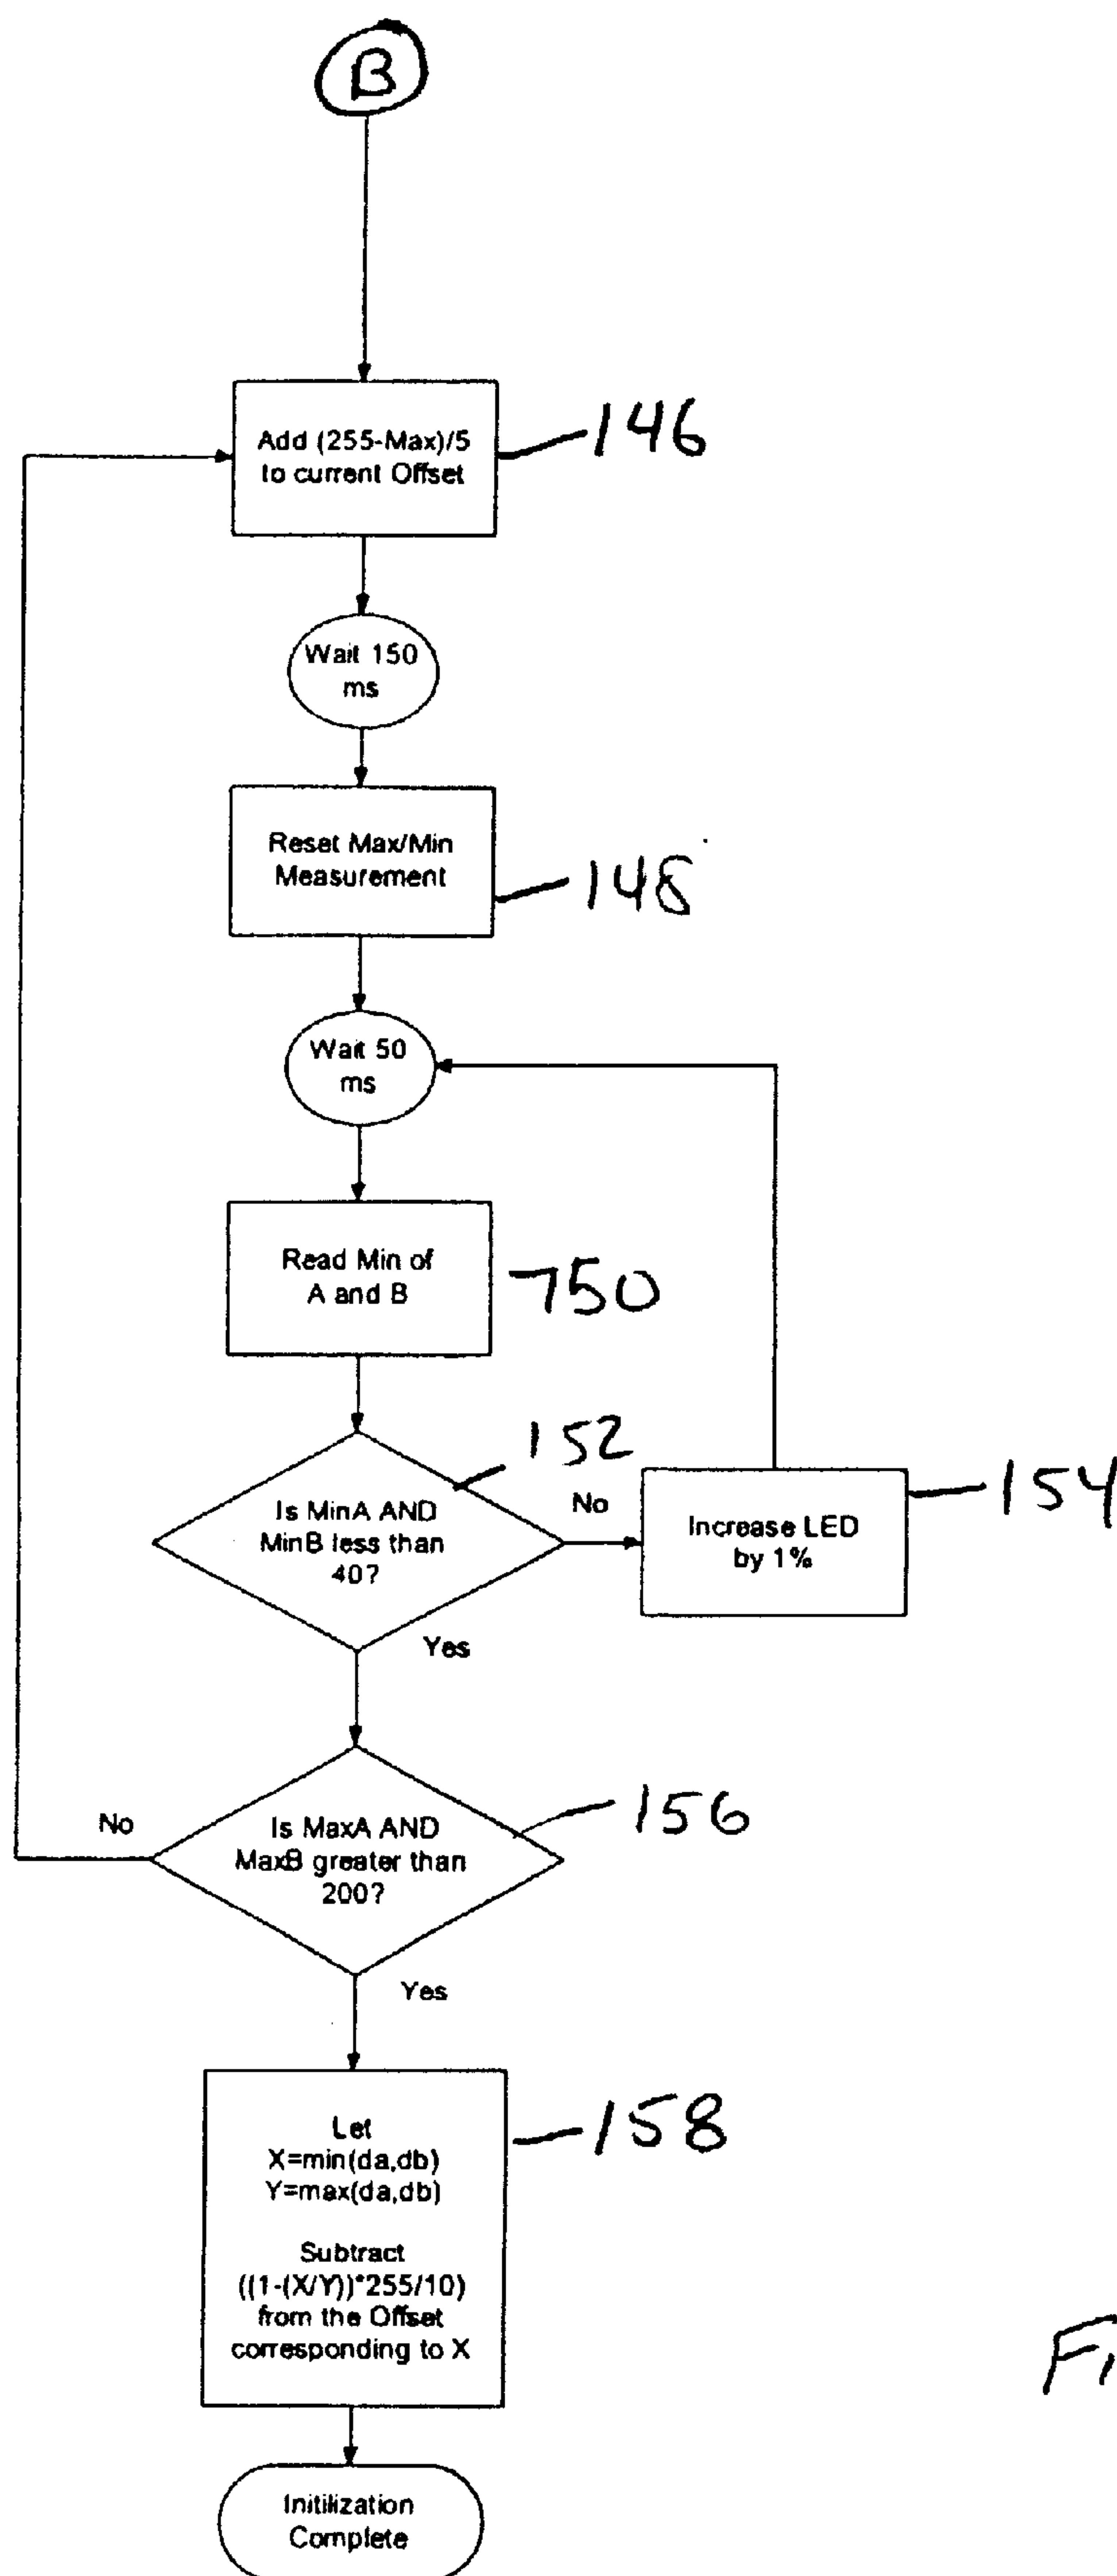 B
Add (255-Max)/5
to current Offset
146
Wait 150
ms
Reset Max/Min
Measurement
148
Wait 50
ms
Read Min of
A and B
750
152
Is MinA AND
MinB less than
40?
No
Increase LED
by 1%
154
Yes
No
Is MaxA AND
MaxB greater than
200?
156
Yes
Let
X=min(da,db)
Y=max(da,db)
Subtract
((1-(X/Y))*255/10)
from the Offset
corresponding to X
158
Initilization
Complete